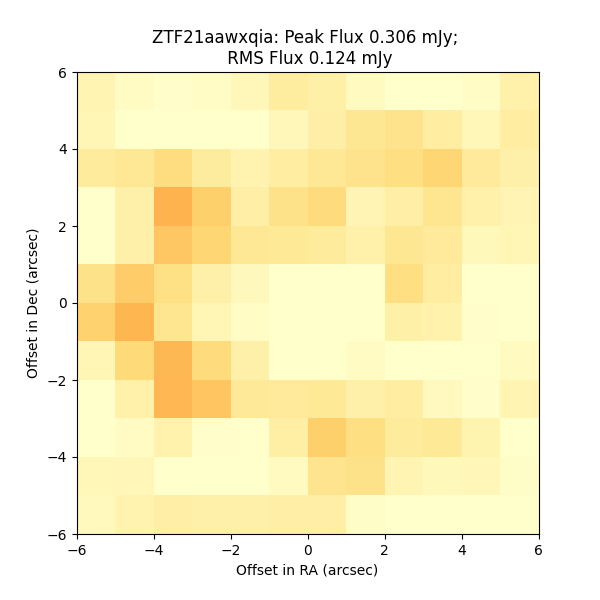 ZTF21aawxqia: Peak Flux 0.306 mJy;
RMS Flux 0.124 mJy
6
4
2
0
−2
−4
−6
Offset in Dec (arcsec)
−6 −4 −2 0 2 4 6
Offset in RA (arcsec)